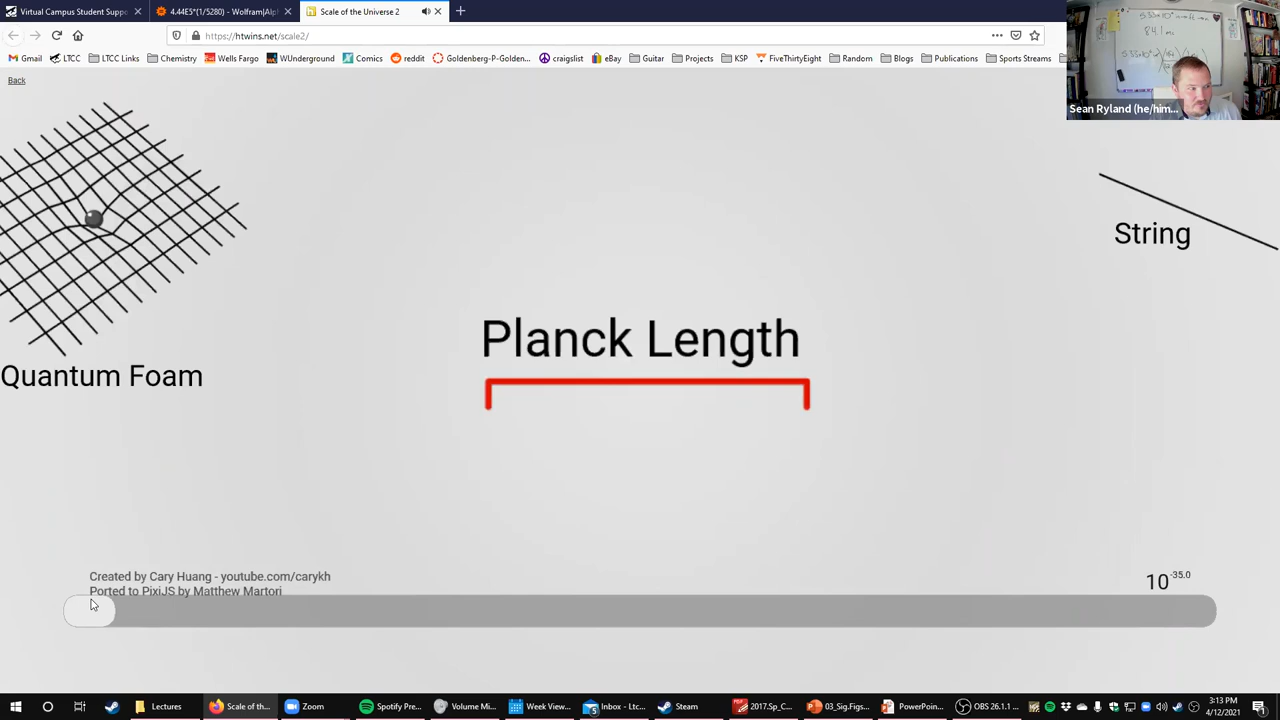 Virtual Campus Student Suppo
4.44E5*(1/5280) - Wolfram|Alp
Scale of the Universe 2
https://htwins.net/scale2/
Gmail
LTCC
LTCC Links
Chemistry
Wells Fargo
WUnderground
Comics
reddit
Goldenberg-P-Golden...
craigslist
eBay
Guitar
Projects
KSP
FiveThirtyEight
Random
Blogs
Publications
Sports Streams
Back
84.1 ms
Sean Ryland (he/him...
String
Planck Length
Quantum Foam
Created by Cary Huang - youtube.com/carykh
Ported to PixiJS by Matthew Martori
10-35.0
Lectures
Scale of th...
Zoom
Spotify Pre...
Volume Mi...
Week View...
Inbox - Ltc...
Steam
2017.Sp_C...
03_Sig.Figs...
PowerPoin...
OBS 26.1.1 ...
3:13 PM
4/12/2021